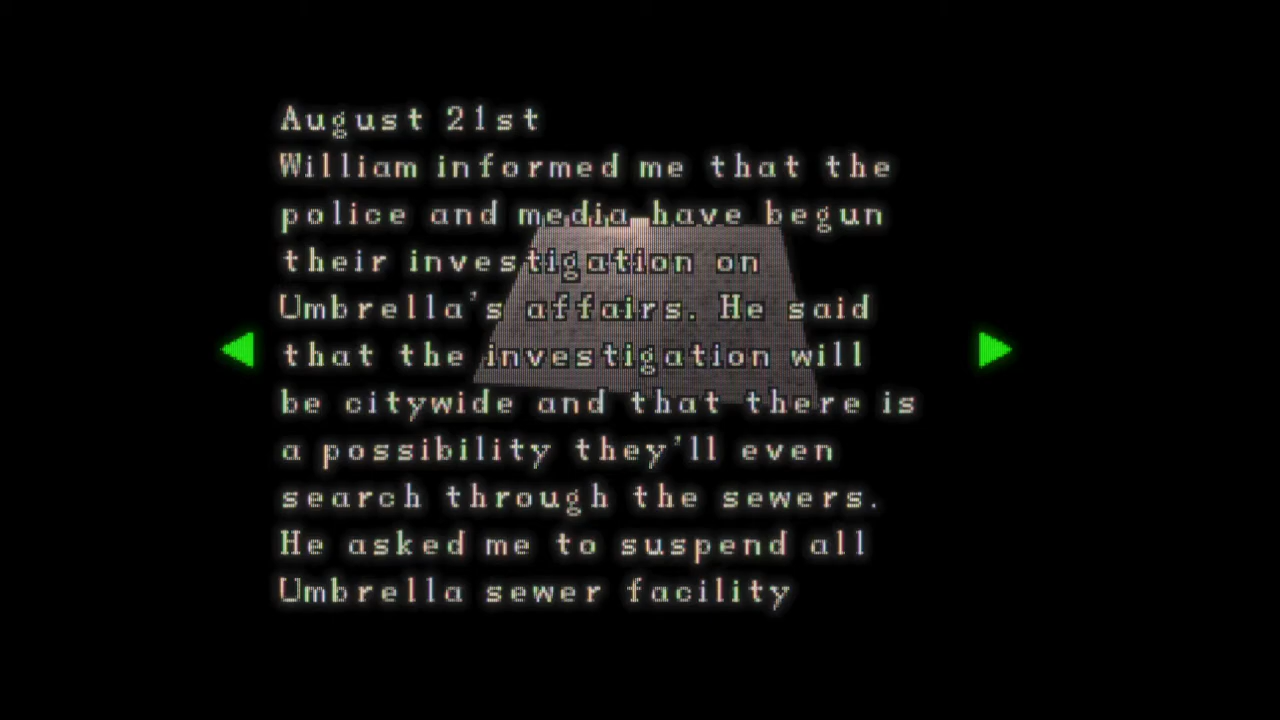 August 21st
William informed me that the
police and media have begun
their investigation on
Umbrella's affairs. He said
that the investigation will
be citywide and that there is
a possibility they'll even
search through the sewers.
He asked me to suspend all
Umbrella sewer facility